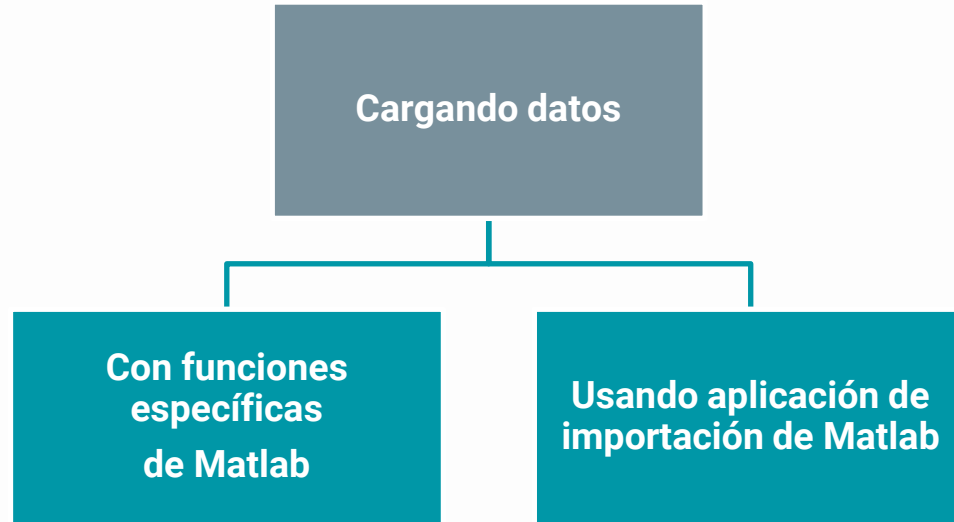 Cargando datos
Con funciones
específicas
de Matlab
Usando aplicación de
importación de Matlab